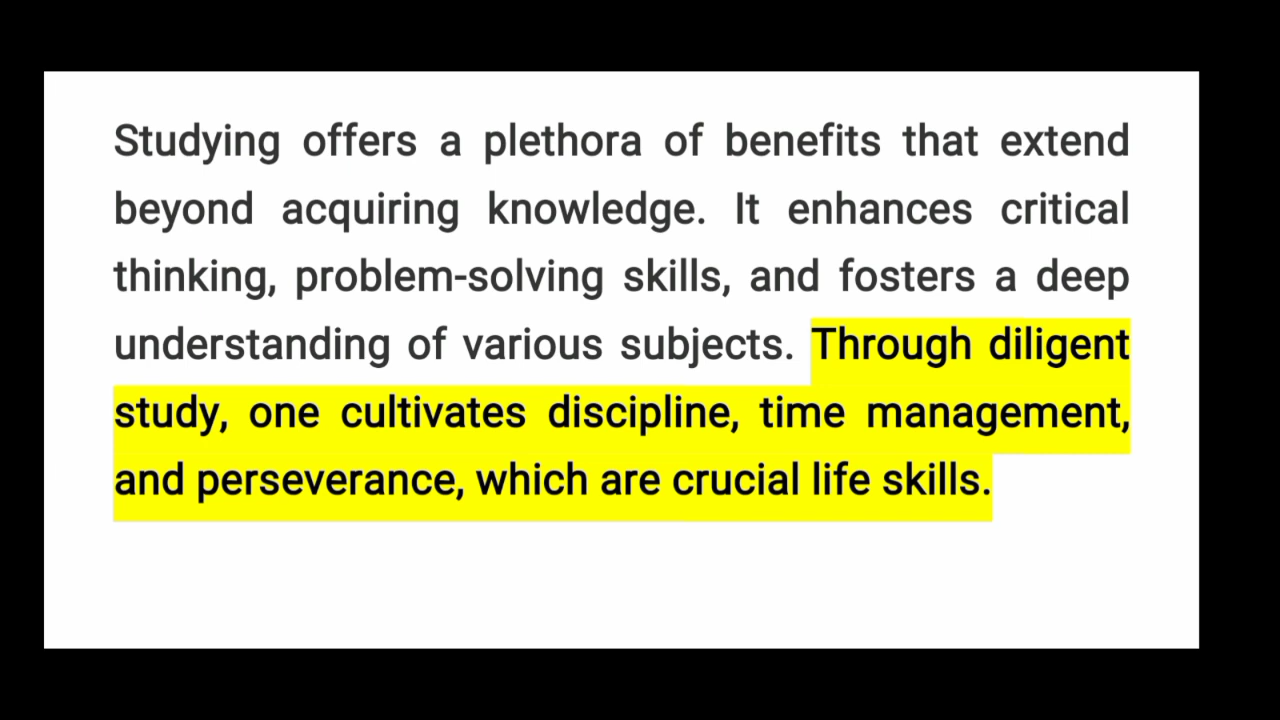 Studying offers a plethora of benefits that extend
beyond acquiring knowledge. It enhances critical
thinking, problem-solving skills, and fosters a deep
understanding of various subjects. Through diligent
study, one cultivates discipline, time management,
and perseverance, which are crucial life skills.